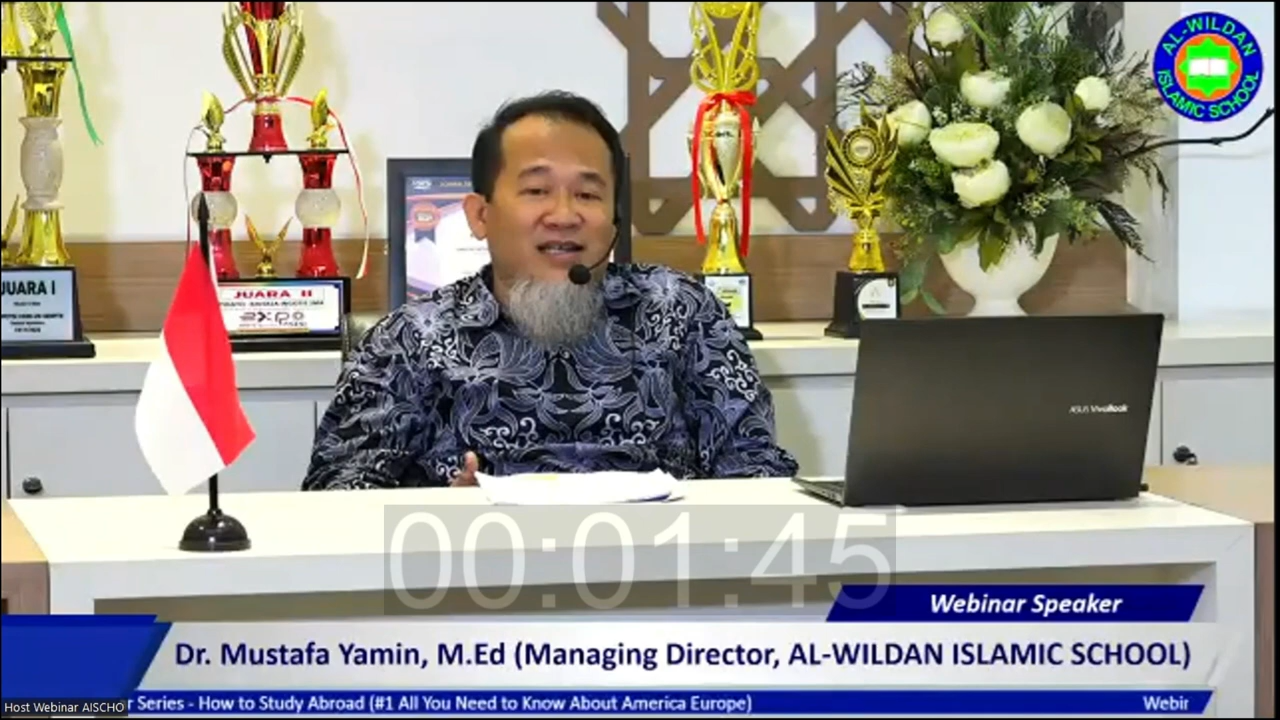 AL-WILDAN
ISLAMIC SCHOOL
JUARA I
JUARA II
expo
ASUS VivoBook
00:01:45
Webinar Speaker
Dr. Mustafa Yamin, M.Ed (Managing Director, AL-WILDAN ISLAMIC SCHOOL)
Host Webinar AISCHO
r Series - How to Study Abroad (#1 All You Need to Know About America Europe)
Webir